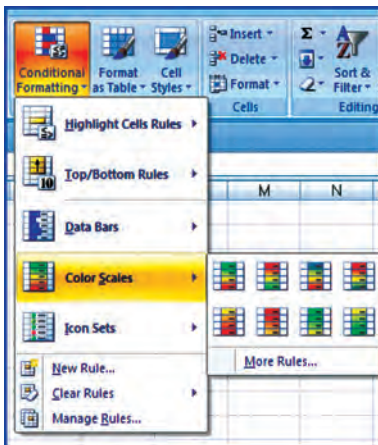 Conditional Formatting
Format as Table
Cell Styles
Insert
Delete
Format
Cells
Σ
A
Z
Sort & Filter
Editing
Highlight Cells Rules
Top/Bottom Rules
10
M N
Data Bars
Color Scales
Icon Sets
More Rules...
New Rule...
Clear Rules
Manage Rules...